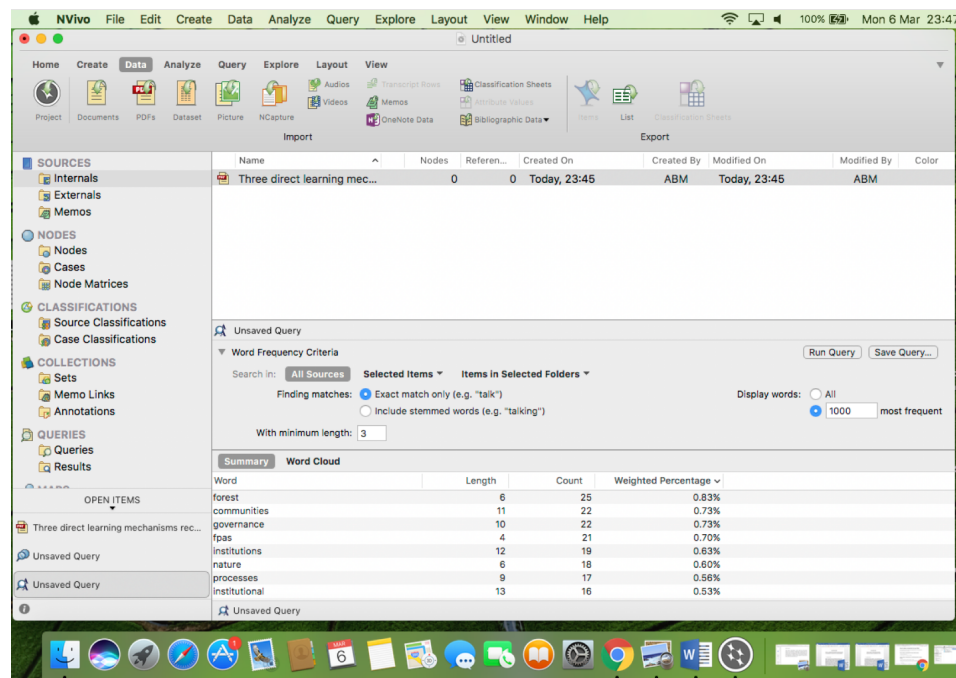 NVivo File Edit Create Data Analyze Query Explore Layout View Window Help 100% Mon 6 Mar 23:47
Untitled
Home Create Data Analyze Query Explore Layout View
Audios Transcript Rows Classification Sheets
Videos Memos Attribute Values
OneNote Data Bibliographic Data
Project Documents PDFs Dataset Picture NCapture Items List Classification Sheets
Import Export
SOURCES
Internals
Externals
Memos
NODES
Nodes
Cases
Node Matrices
CLASSIFICATIONS
Source Classifications
Case Classifications
COLLECTIONS
Sets
Memo Links
Annotations
QUERIES
Queries
Results
OPEN ITEMS
Three direct learning mechanisms rec...
Unsaved Query
Unsaved Query
Name Nodes Referen... Created On Created By Modified On Modified By Color
Three direct learning mec... 0 0 Today, 23:45 ABM Today, 23:45 ABM
Unsaved Query
Word Frequency Criteria Run Query Save Query...
Search in: All Sources Selected Items Items in Selected Folders
Finding matches: Exact match only (e.g. "talk") Display words: All
Include stemmed words (e.g. "talking") 1000 most frequent
With minimum length: 3
Summary Word Cloud
Word Length Count Weighted Percentage
forest 6 25 0.83%
communities 11 22 0.73%
governance 10 22 0.73%
fpas 4 21 0.70%
institutions 12 19 0.63%
nature 6 18 0.60%
processes 9 17 0.56%
institutional 13 16 0.53%
Unsaved Query
1
MAR
6